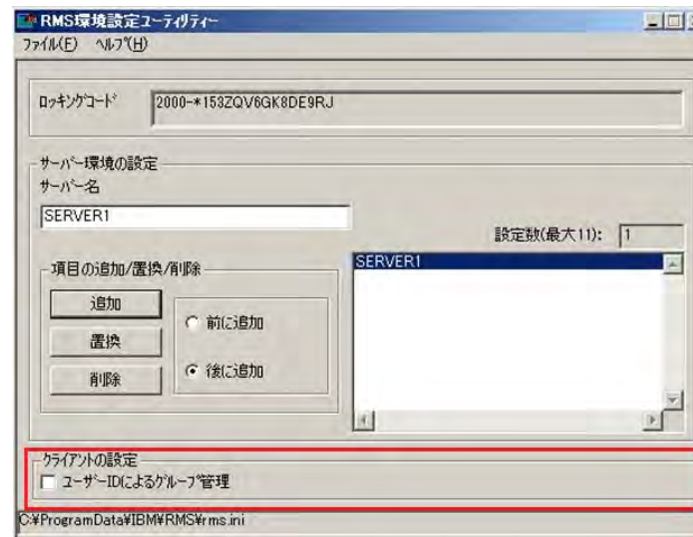 RMS環境設定ユーティリティー
ファイル(F) ヘルプ(H)
ロッキングコード 2000-*153ZQV6GK8DE9RJ
サーバー環境の設定
サーバー名
SERVER1
設定数(最大11): 1
項目の追加/置換/削除
SERVER1
追加
前に追加
置換
後に追加
削除
クライアントの設定
ユーザーIDによるグループ管理
C:¥ProgramData¥IBM¥RMS¥rms.ini